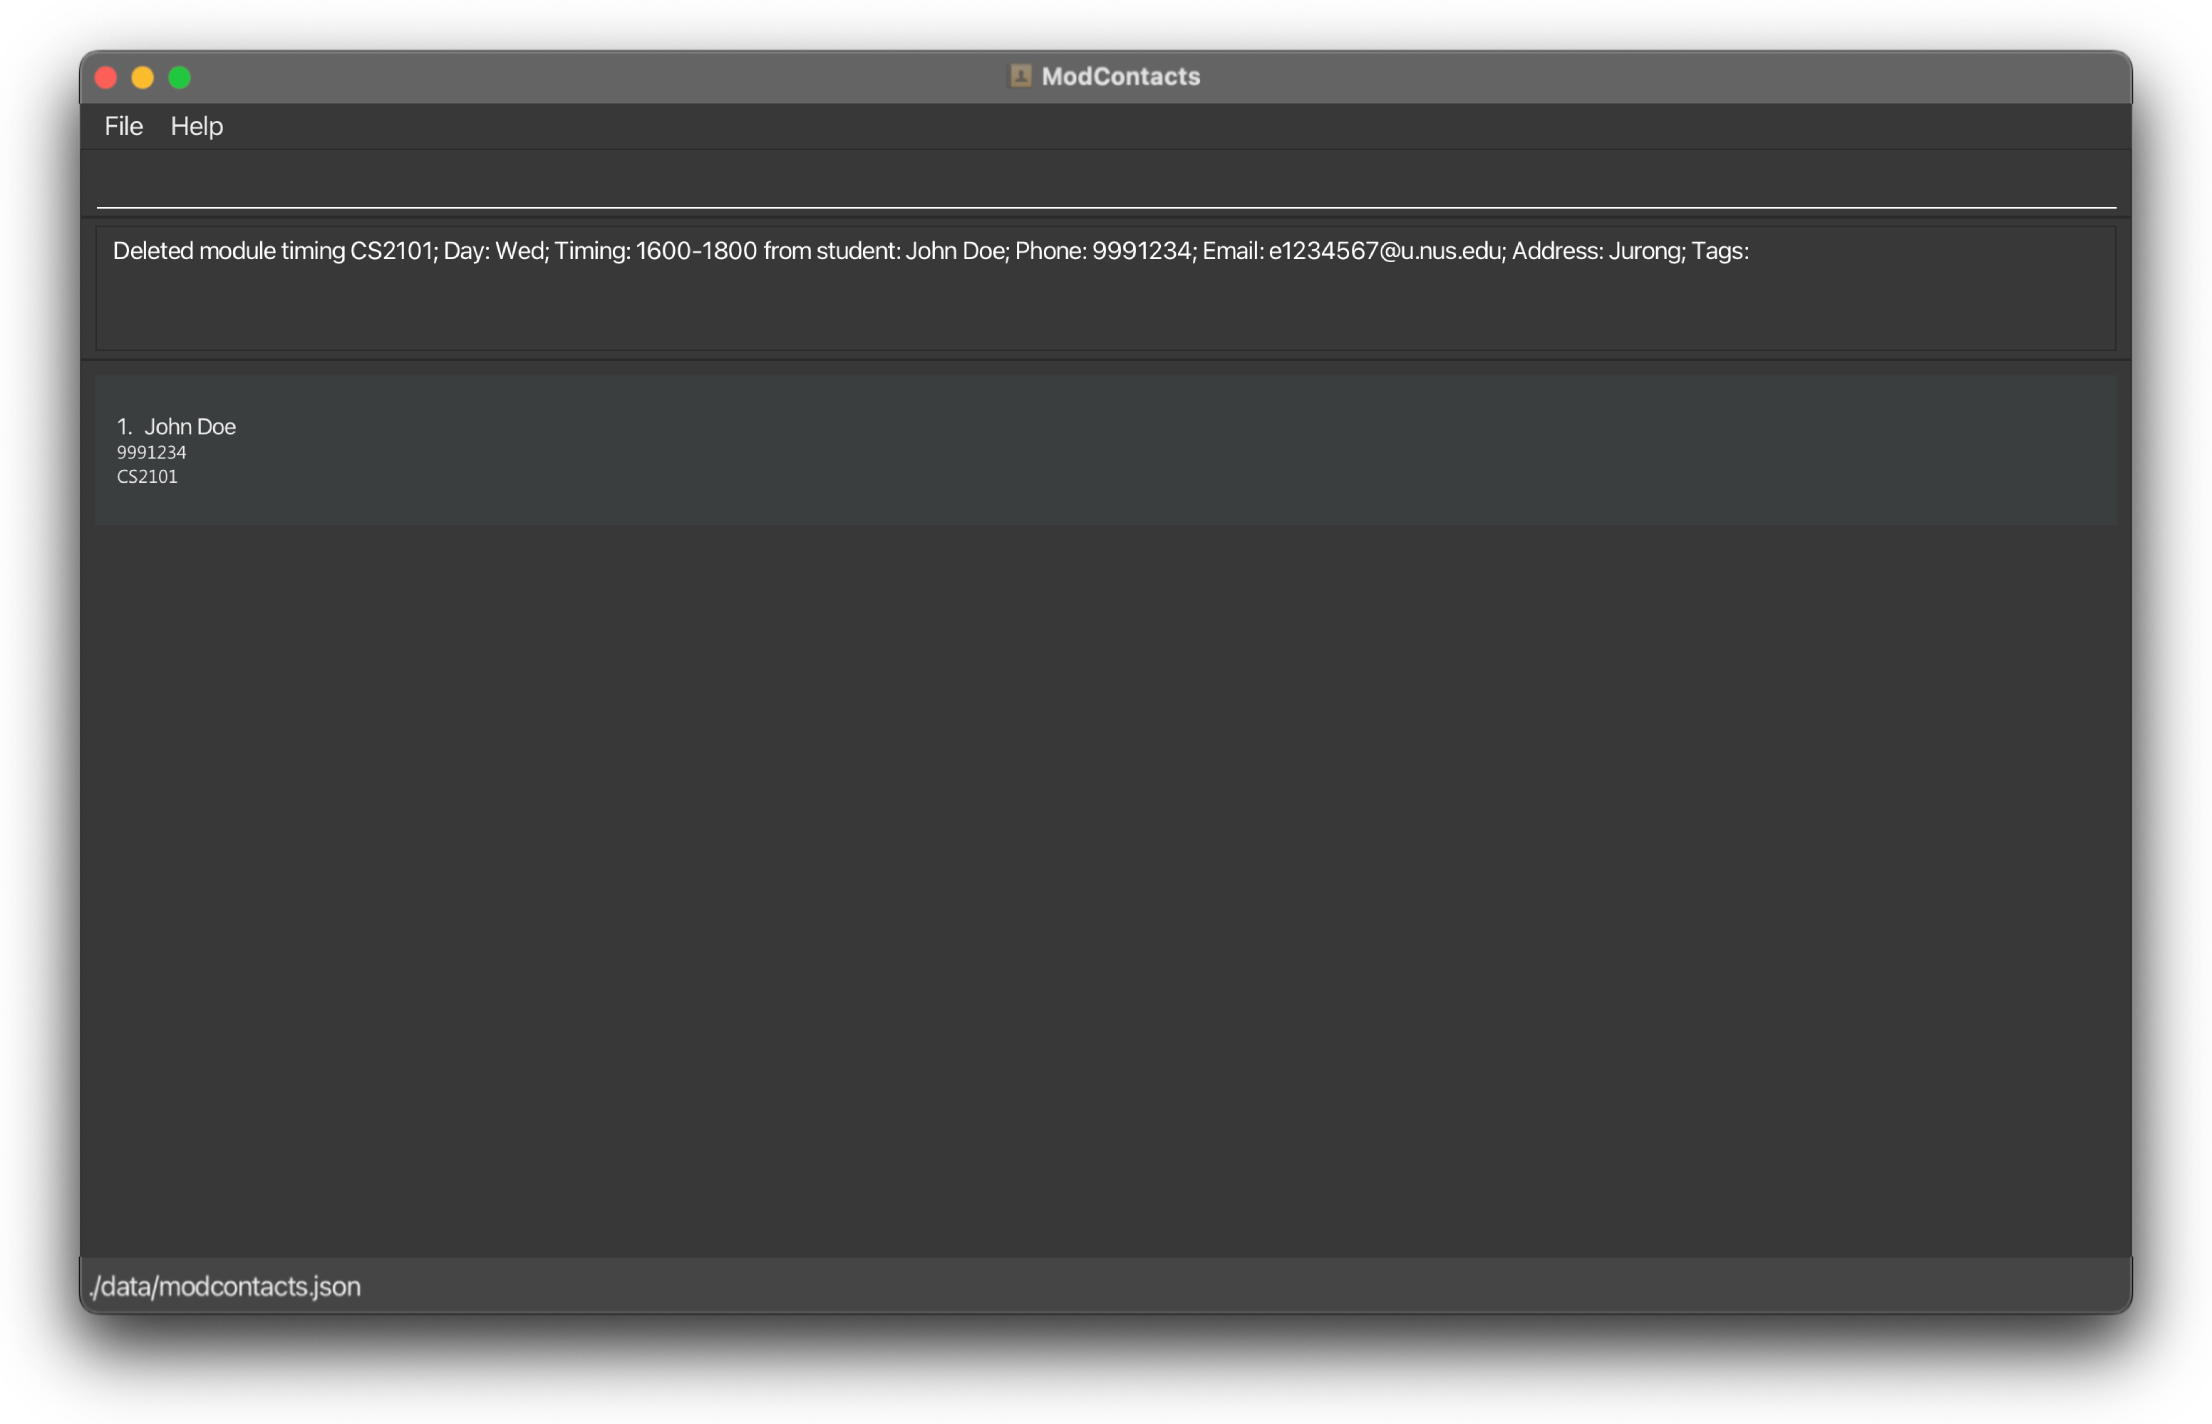 ModContacts
File Help
Deleted module timing CS2101; Day: Wed; Timing: 1600-1800 from student: John Doe; Phone: 9991234; Email: e1234567@u.nus.edu; Address: Jurong; Tags:
1. John Doe
9991234
CS2101
./data/modcontacts.json